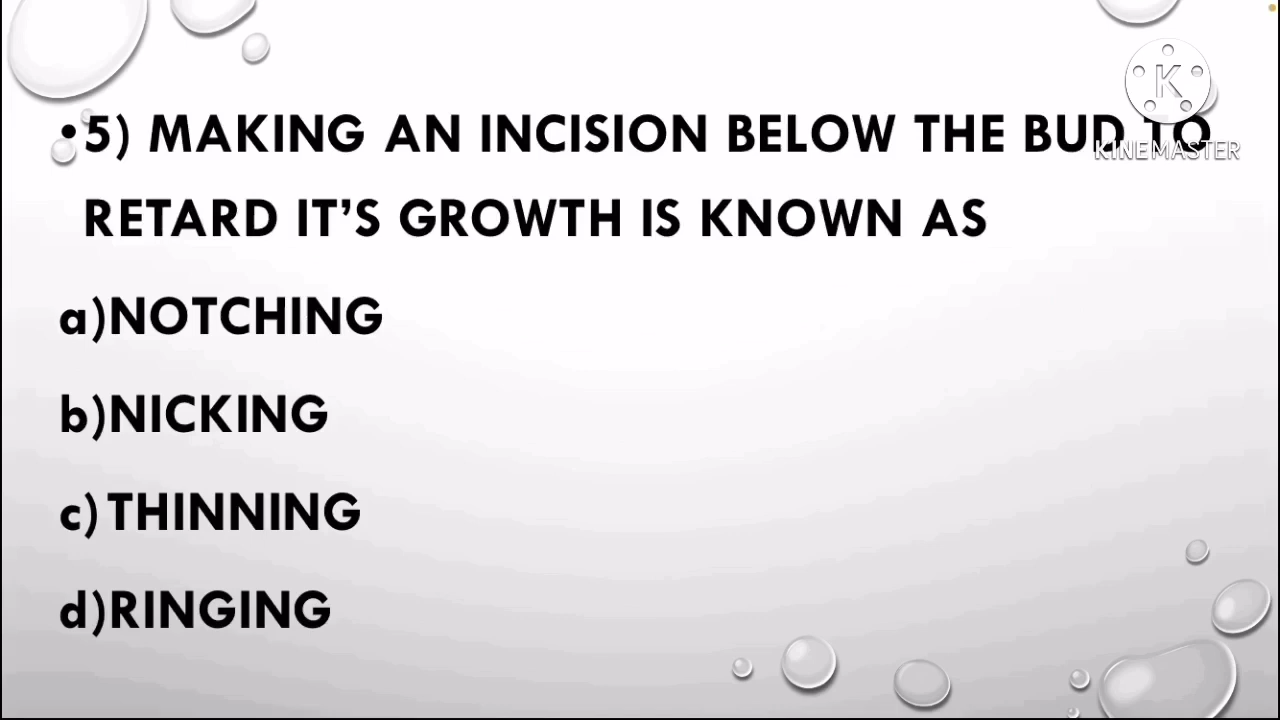 • 5) MAKING AN INCISION BELOW THE BUD TO
RETARD IT’S GROWTH IS KNOWN AS
a)NOTCHING
b)NICKING
c) THINNING
d)RINGING
K
KINEMASTER